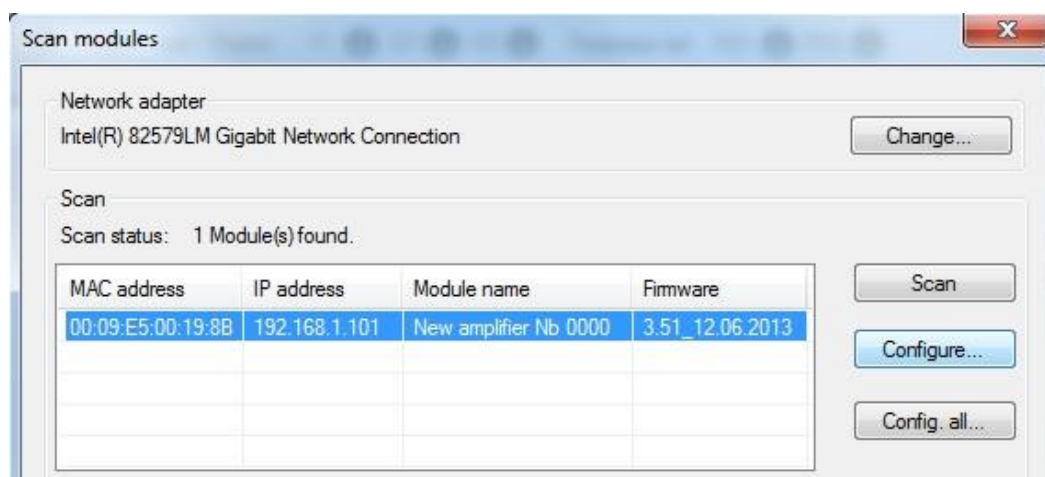 Scan modules
X
Network adapter
Intel(R) 82579LM Gigabit Network Connection
Change...
Scan
Scan status: 1 Module(s) found.
MAC address IP address Module name Firmware
00:09:E5:00:19:8B 192.168.1.101 New amplifier Nb 0000 3.51_12.06.2013
Scan
Configure...
Config. all...